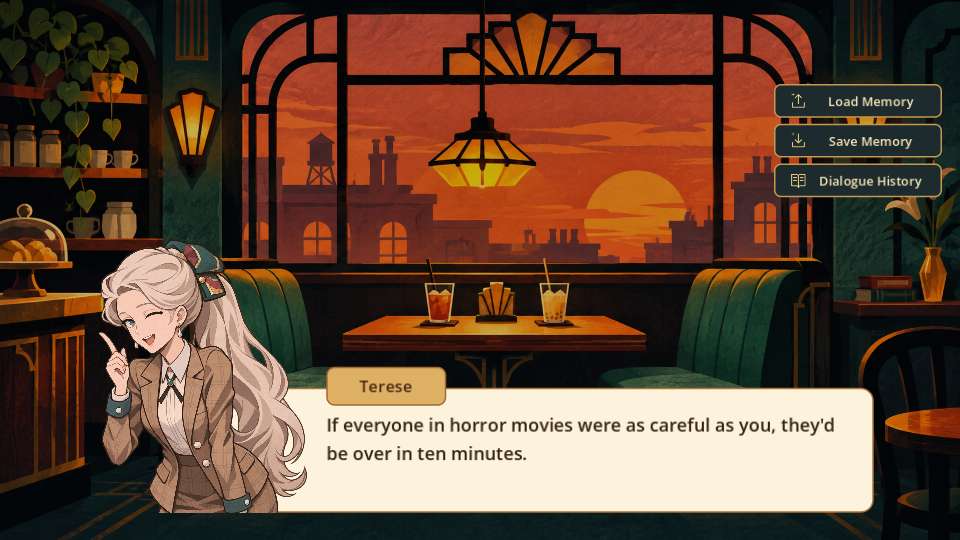 Load Memory
Save Memory
Dialogue History
Terese
If everyone in horror movies were as careful as you, they'd
be over in ten minutes.